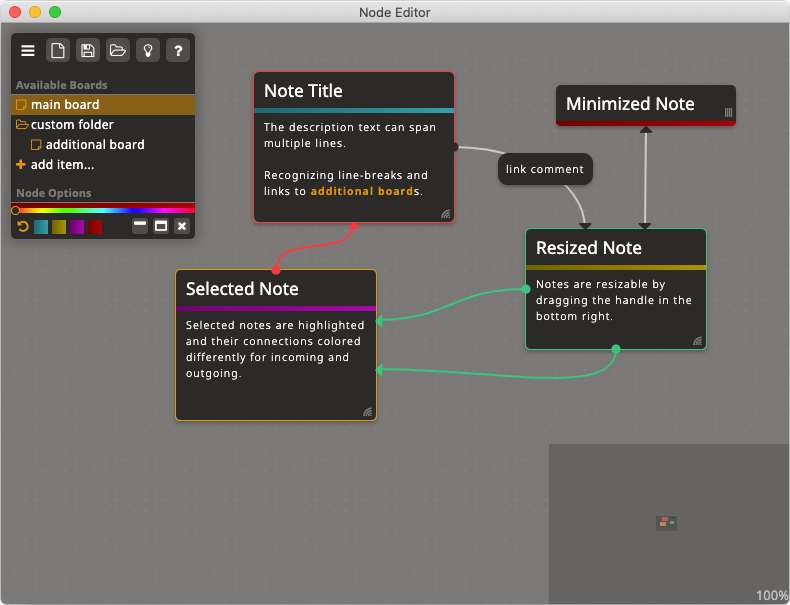 Node Editor
?
Available Boards
main board
custom folder
additional board
add item...
Node Options
Note Title
The description text can span
multiple lines.
Recognizing line-breaks and
links to additional boards.
Minimized Note
link comment
Resized Note
Notes are resizable by
dragging the handle in the
bottom right.
Selected Note
Selected notes are highlighted
and their connections colored
differently for incoming and
outgoing.
100%